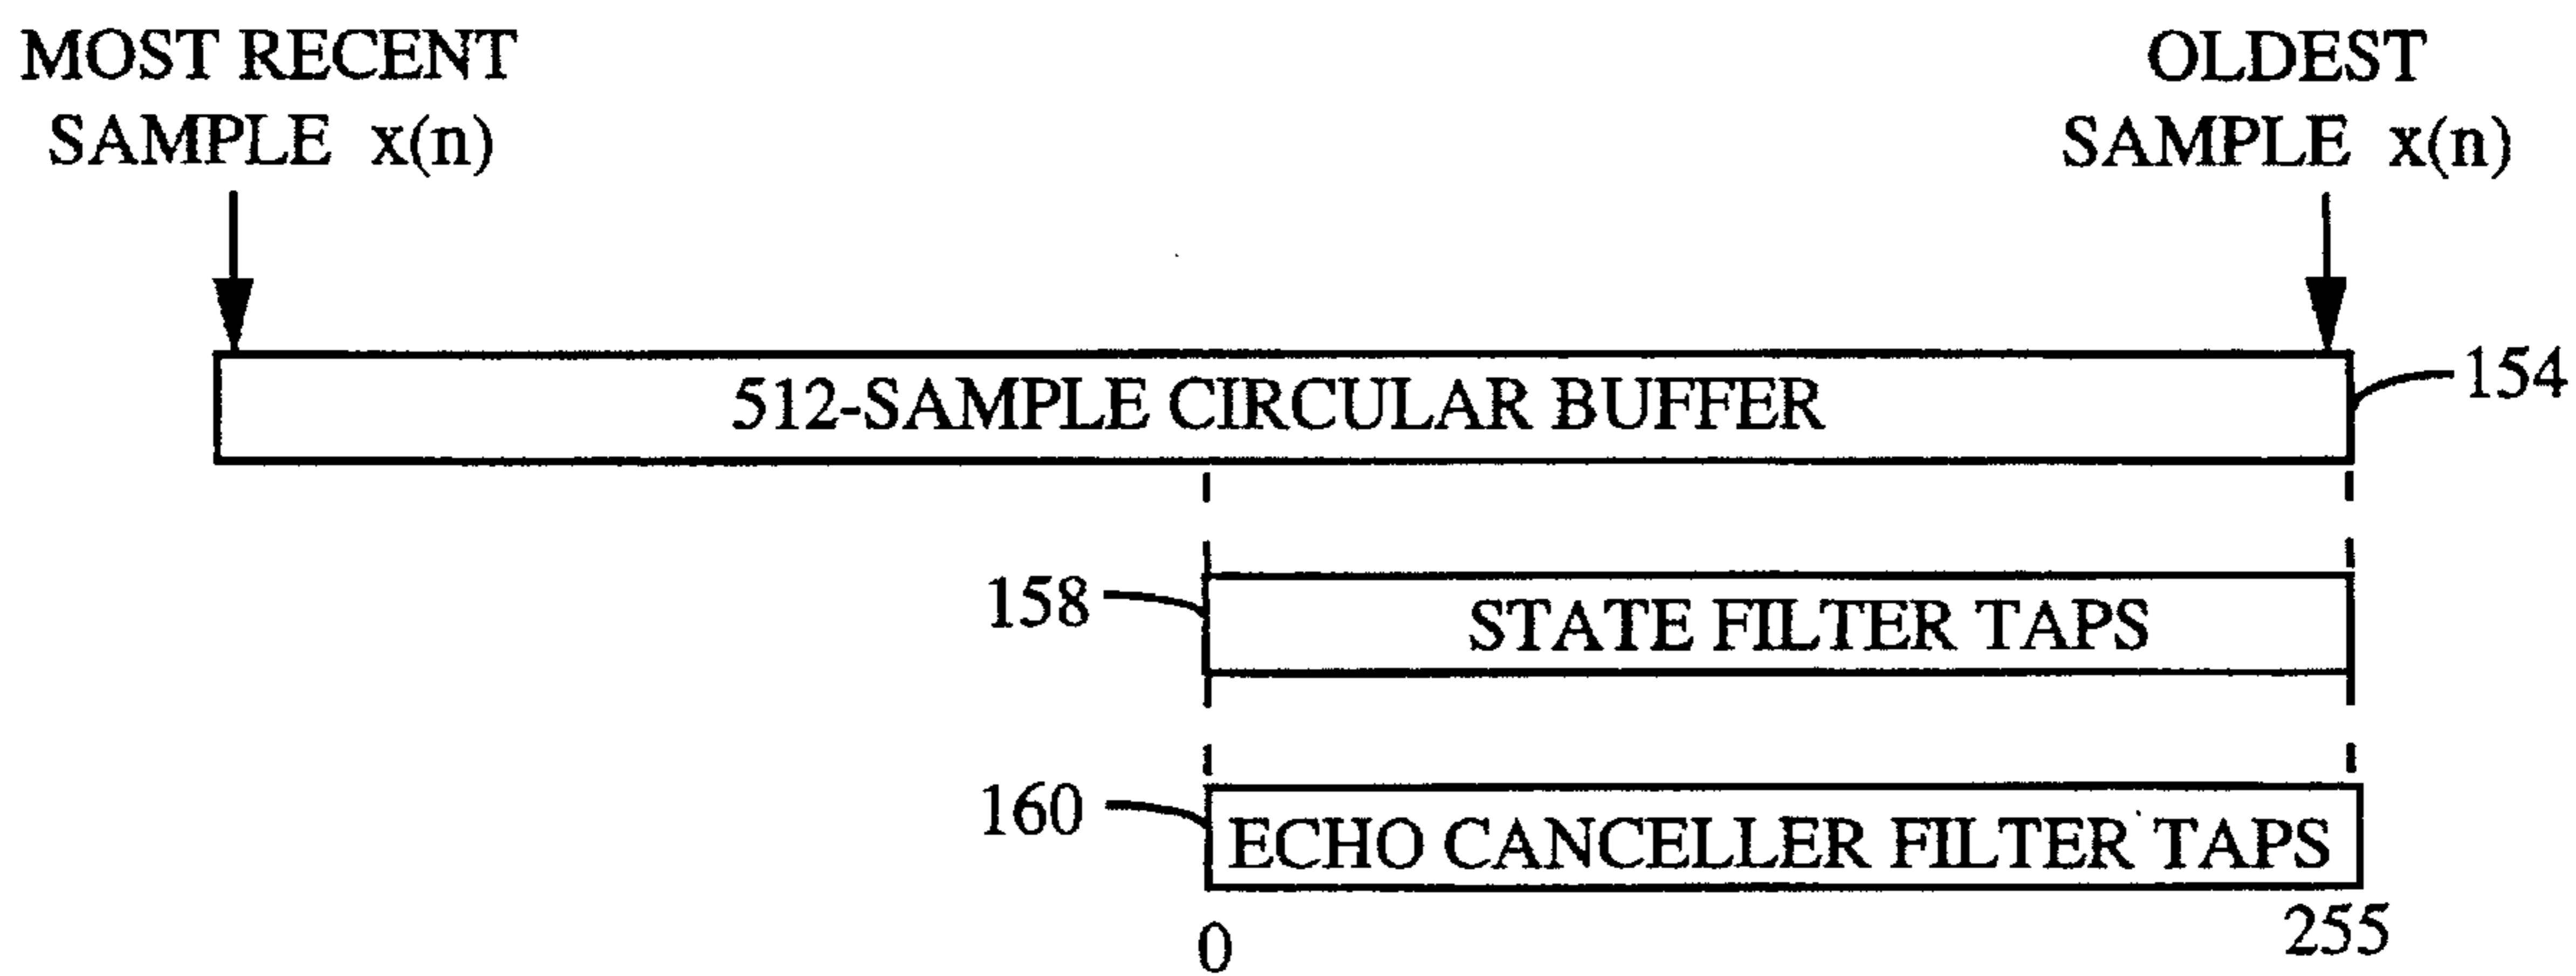 MOST RECENT
SAMPLE x(n)
OLDEST
SAMPLE x(n)
512-SAMPLE CIRCULAR BUFFER
154
158
STATE FILTER TAPS
160
ECHO CANCELLER FILTER TAPS
0
255